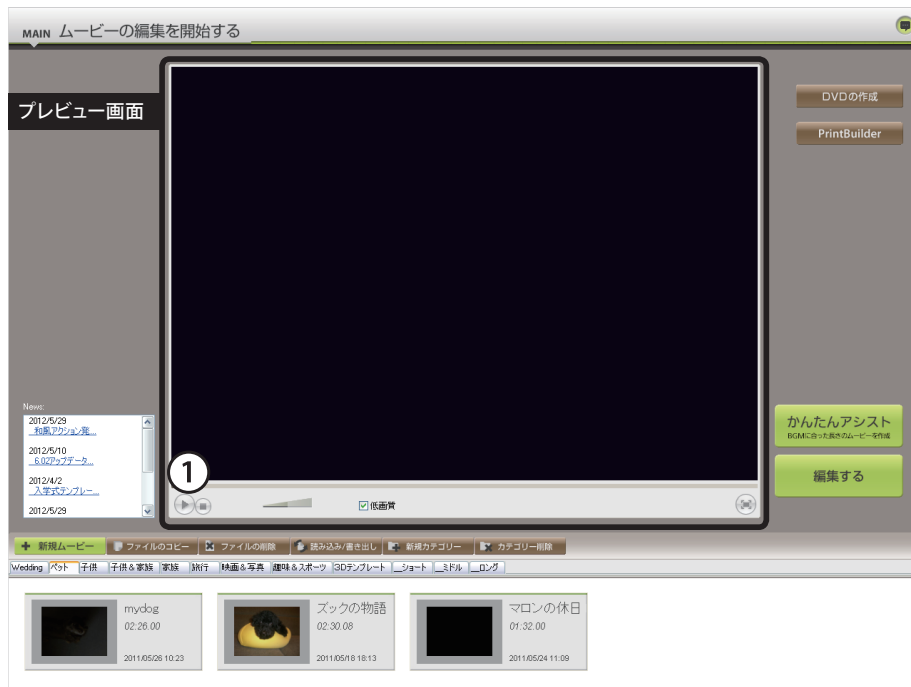 MAIN ムービーの編集を開始する
プレビュー画面
DVDの作成
PrintBuilder
News:
2012/5/29
和風アクション発...
2012/5/10
6.02アップデータ...
2012/4/2
入学式テンプレー...
2012/5/29
1
低画質
かんたんアシスト
BGMに合った長さのムービーを作成
編集する
新規ムービー ファイルのコピー ファイルの削除 読み込み/書き出し 新規カテゴリー カテゴリー削除
Wedding ペット 子供 子供&家族 家族 旅行 映画&写真 趣味&スポーツ 3Dテンプレート __ショート __ミドル __ロング
mydog
02:26.00
2011/05/26 10:23
ズックの物語
02:30.08
2011/05/18 18:13
マロンの休日
01:32.00
2011/05/24 11:09